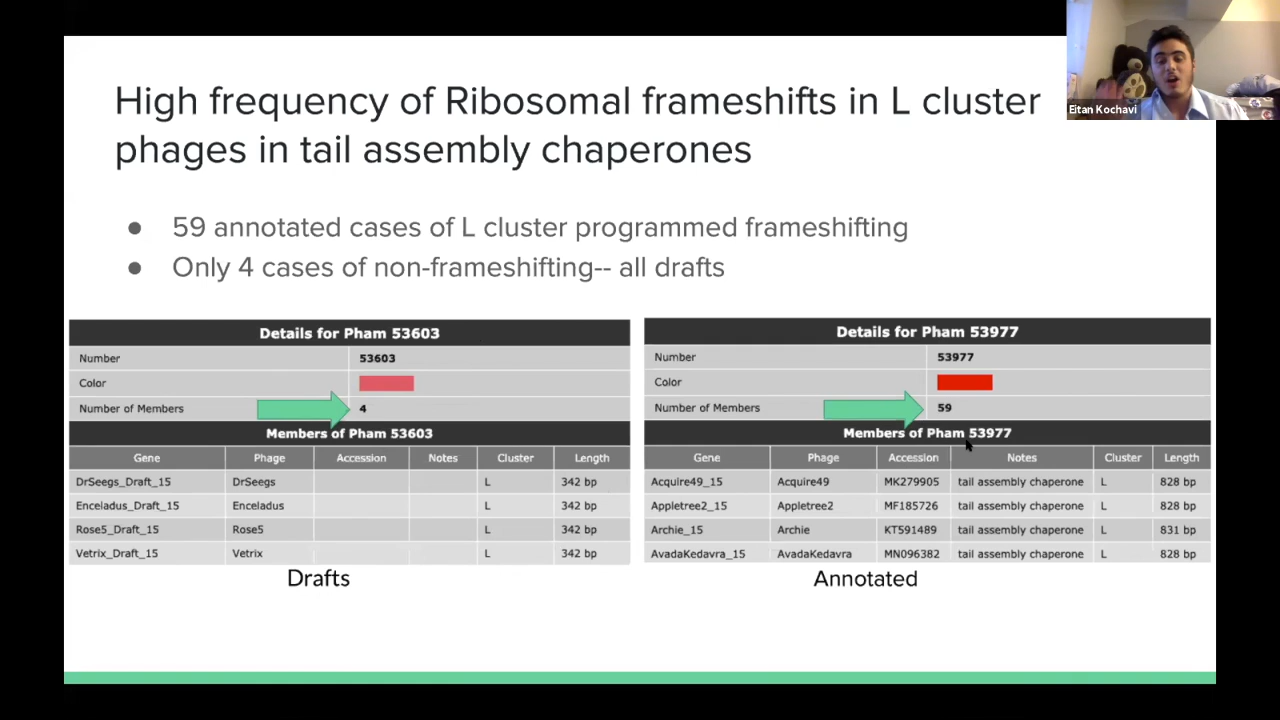 High frequency of Ribosomal frameshifts in L cluster
phages in tail assembly chaperones
Eitan Kochavi
● 59 annotated cases of L cluster programmed frameshifting
● Only 4 cases of non-frameshifting-- all drafts
Details for Pham 53603
Number 53603
Color
Number of Members 4
Members of Pham 53603
Gene Phage Accession Notes Cluster Length
DrSeegs_Draft_15 DrSeegs L 342 bp
Enceladus_Draft_15 Enceladus L 342 bp
Rose5_Draft_15 Rose5 L 342 bp
Vetrix_Draft_15 Vetrix L 342 bp
Drafts
Details for Pham 53977
Number 53977
Color
Number of Members 59
Members of Pham 53977
Gene Phage Accession Notes Cluster Length
Acquire49_15 Acquire49 MK279905 tail assembly chaperone L 828 bp
Appletree2_15 Appletree2 MF185726 tail assembly chaperone L 828 bp
Archie_15 Archie KT591489 tail assembly chaperone L 831 bp
AvadaKedavra_15 AvadaKedavra MN096382 tail assembly chaperone L 828 bp
Annotated